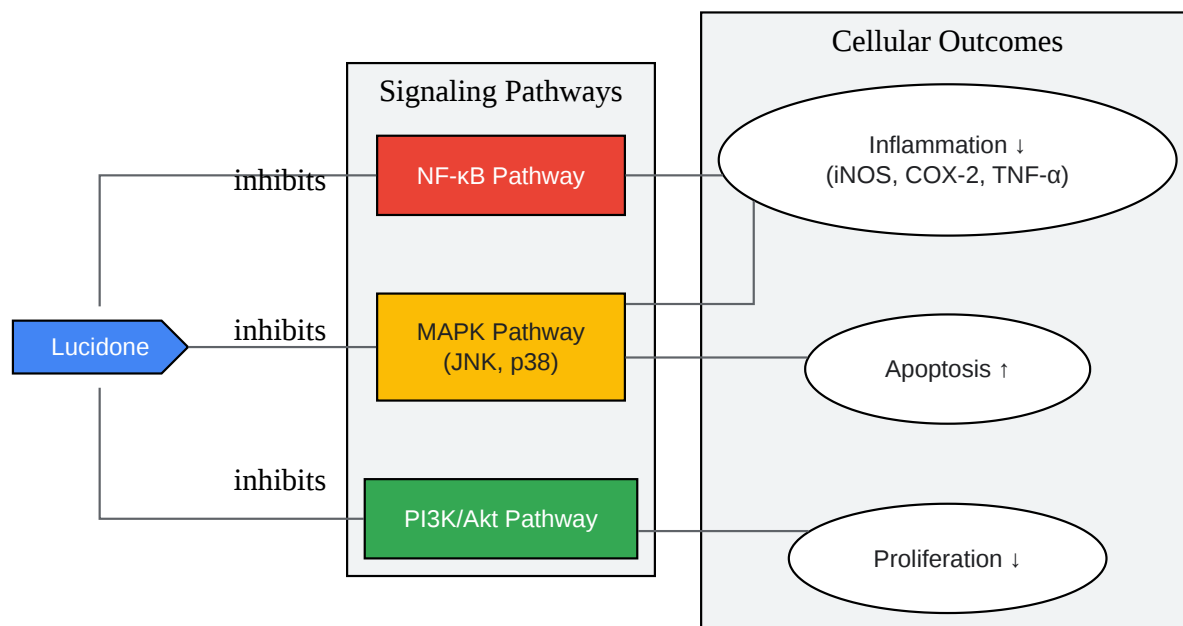 Cellular Outcomes
Signaling Pathways
Inflammation ↓
(iNOS, COX-2, TNF-α)
inhibits
NF-κB Pathway
Lucidone
inhibits
MAPK Pathway
(JNK, p38)
Apoptosis ↑
inhibits
PI3K/Akt Pathway
Proliferation ↓